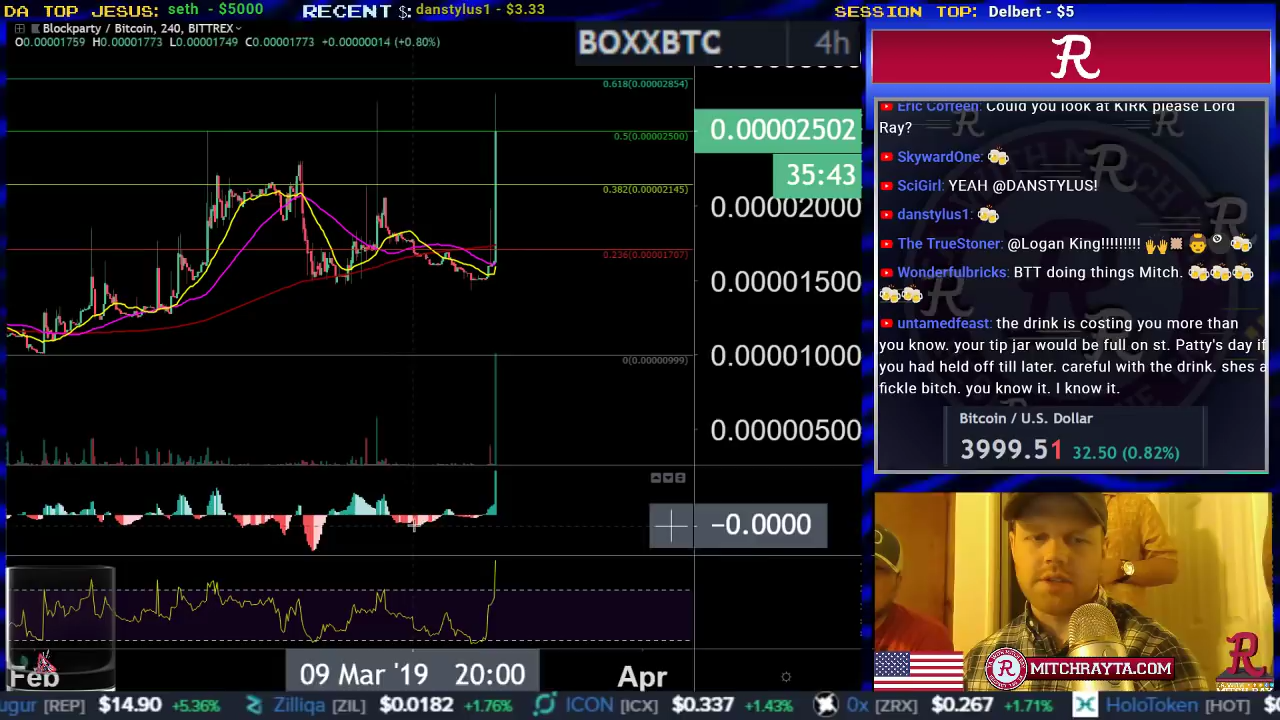 DA TOP JESUS: seth - $5000
RECENT $: danstylus1 - $3.33
SESSION TOP: Delbert - $5
Blockparty / Bitcoin, 240, BITTREX
O0.00001759 H0.00001773 L0.00001749 C0.00001773 +0.00000014 (+0.80%)
BOXXBTC 4h
0.618(0.00002854)
0.00002502
0.5(0.00002500)
35:43
0.382(0.00002145)
0.00002000
0.236(0.00001707)
0.00001500
0.00001000
0(0.00000999)
0.00000500
−0.0000
Feb
09 Mar '19 20:00
Apr
R
Eric Coffeen: Could you look at KIRK please Lord
Ray?
SkywardOne:
SciGirl: YEAH @DANSTYLUS!
danstylus1:
The TrueStoner: @Logan King!!!!!!!!!
Wonderfulbricks: BTT doing things Mitch.
untamedfeast: the drink is costing you more than
you know. your tip jar would be full on st. Patty's day if
you had held off till later. careful with the drink. shes a
fickle bitch. you know it. I know it.
Bitcoin / U.S. Dollar
3999.51 32.50 (0.82%)
R MITCHRAYTA.COM
R
ugur [REP] $14.90 +5.36% Zilliqa [ZIL] $0.0182 +1.76% ICON [ICX] $0.337 +1.43% 0x [ZRX] $0.267 +1.71% HoloToken [HOT] $0